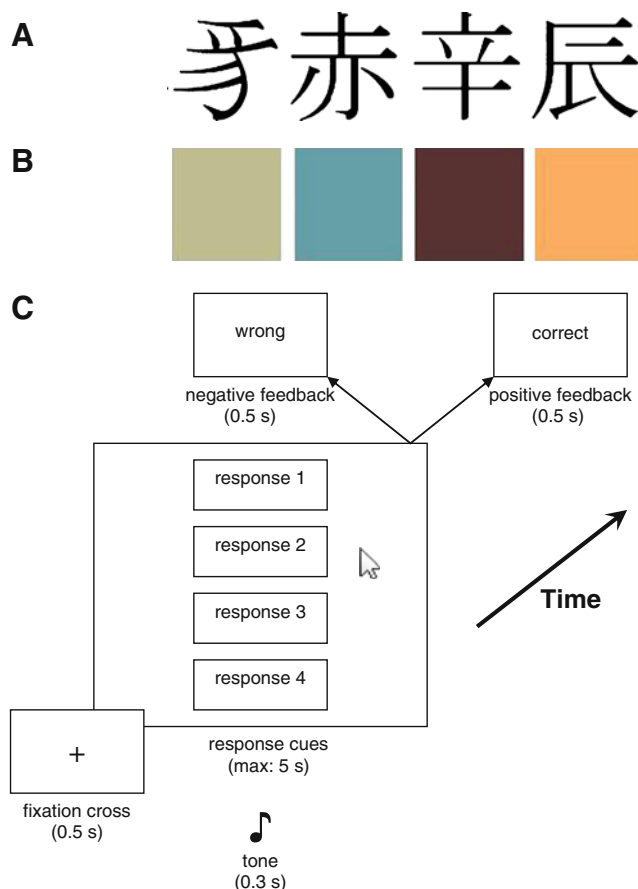 A
豸 赤 辛 辰
B
C
wrong
negative feedback
(0.5 s)
correct
positive feedback
(0.5 s)
response 1
response 2
response 3
response 4
Time
+
fixation cross
(0.5 s)
response cues
(max: 5 s)
tone
(0.3 s)